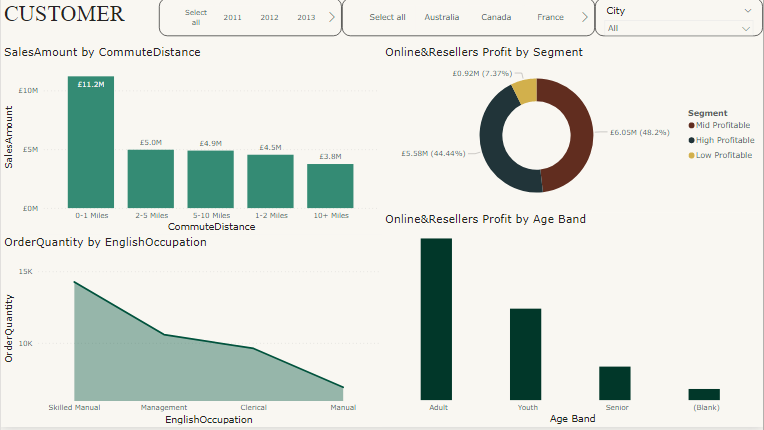 CUSTOMER
Select all
2011
2012
2013
Select all
Australia
Canada
France
City
All
SalesAmount by CommuteDistance
SalesAmount
£10M
£5M
£0M
£11.2M
£5.0M
£4.9M
£4.5M
£3.8M
0-1 Miles
2-5 Miles
5-10 Miles
1-2 Miles
10+ Miles
CommuteDistance
Online&Resellers Profit by Segment
£0.92M (7.37%)
£6.05M (48.2%)
£5.58M (44.44%)
Segment
Mid Profitable
High Profitable
Low Profitable
OrderQuantity by EnglishOccupation
OrderQuantity
15K
10K
Skilled Manual
Management
Clerical
Manual
EnglishOccupation
Online&Resellers Profit by Age Band
Adult
Youth
Senior
(Blank)
Age Band